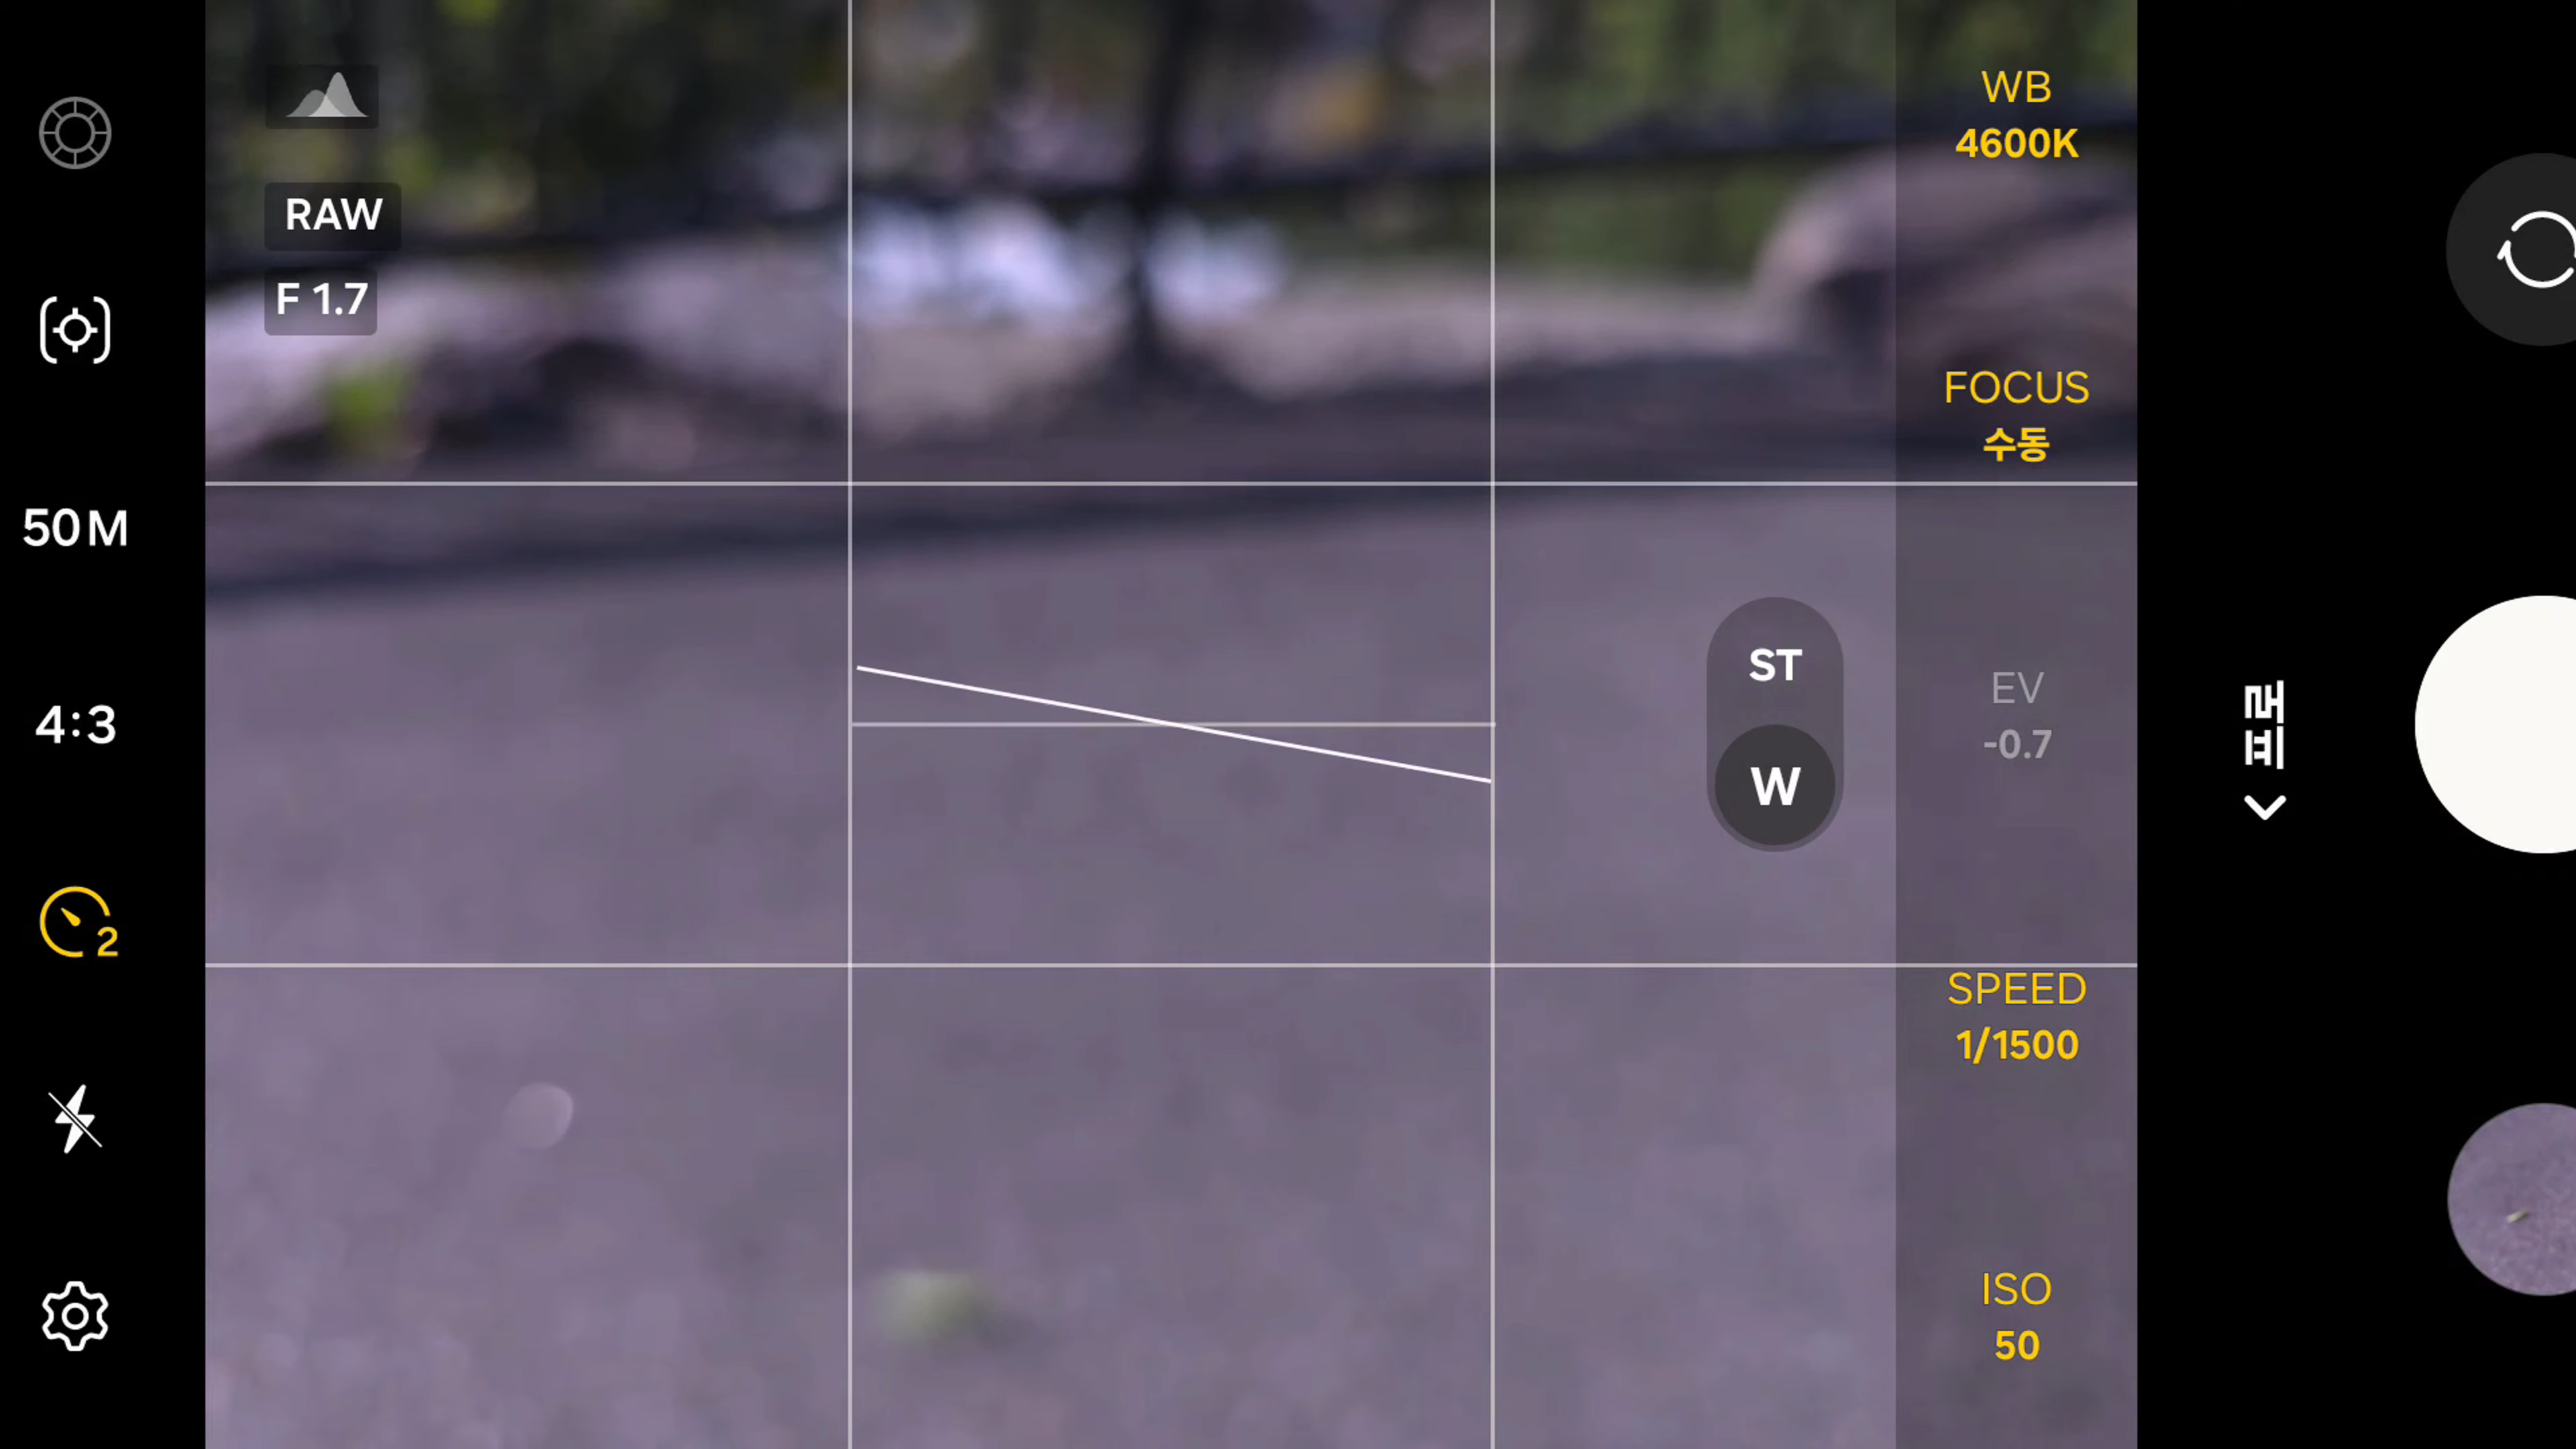 RAW
F 1.7
50M
4:3
2
WB
4600K
FOCUS
수동
ST
W
EV
-0.7
SPEED
1/1500
ISO
50
프로